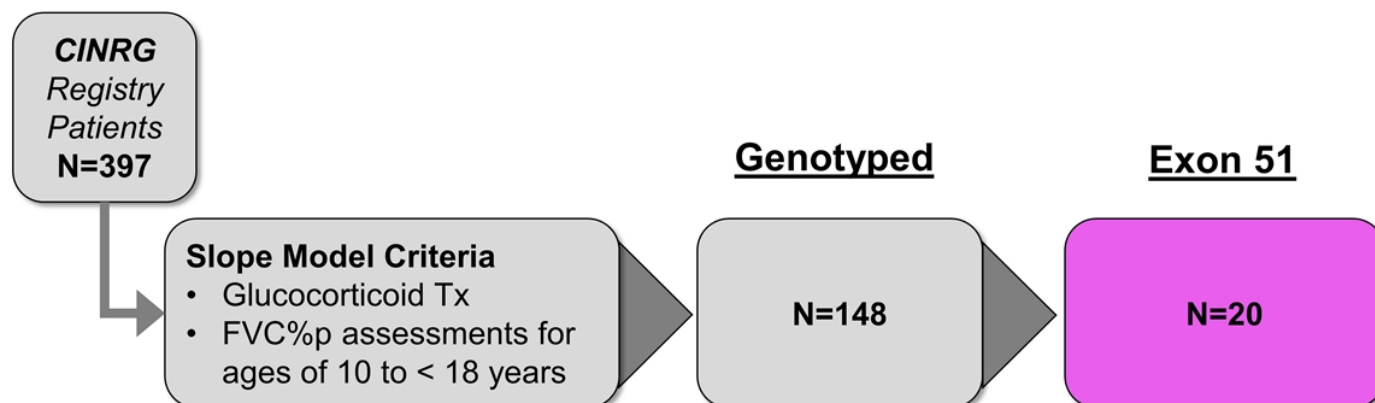 CINRG
Registry
Patients
N=397
Genotyped
Exon 51
Slope Model Criteria
• Glucocorticoid Tx
• FVC%p assessments for
ages of 10 to < 18 years
N=148
N=20